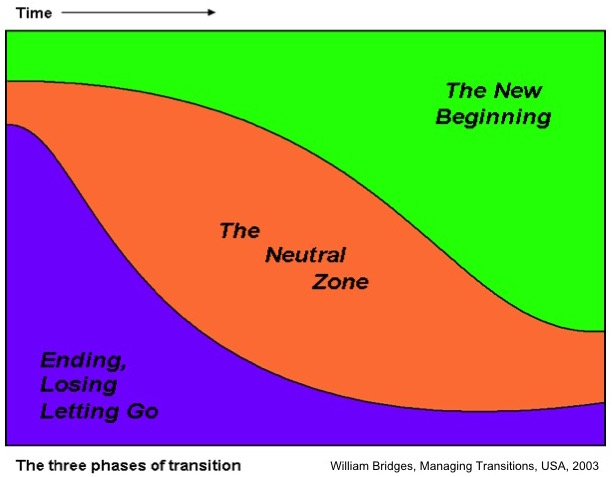 Time
The New
Beginning
The
Neutral
Zone
Ending,
Losing
Letting Go
The three phases of transition
William Bridges, Managing Transitions, USA, 2003